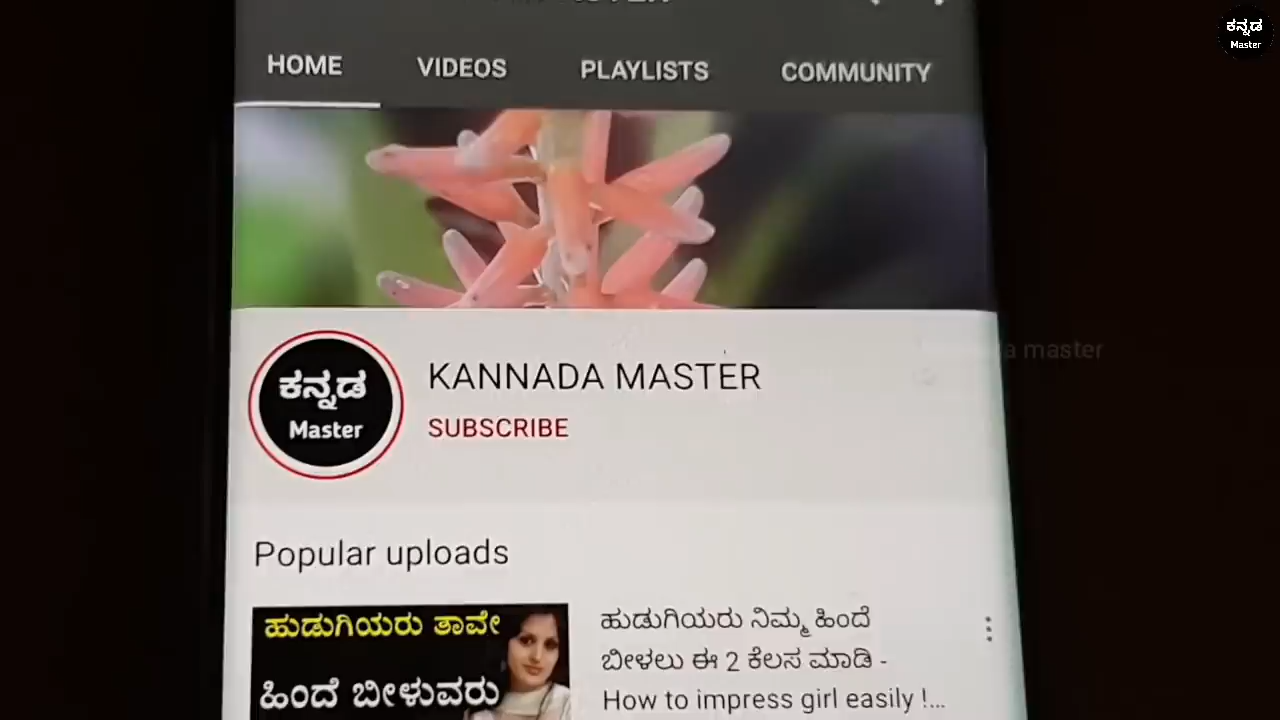 ಕನ್ನಡ
Master
HOME VIDEOS PLAYLISTS COMMUNITY
ಕನ್ನಡ
Master
KANNADA MASTER
SUBSCRIBE
a master
Popular uploads
ಹುಡುಗಿಯರು ತಾವೇ
ಹಿಂದೆ ಬೀಳುವರು
ಹುಡುಗಿಯರು ನಿಮ್ಮ ಹಿಂದೆ
ಬೀಳಲು ಈ 2 ಕೆಲಸ ಮಾಡಿ -
How to impress girl easily !...